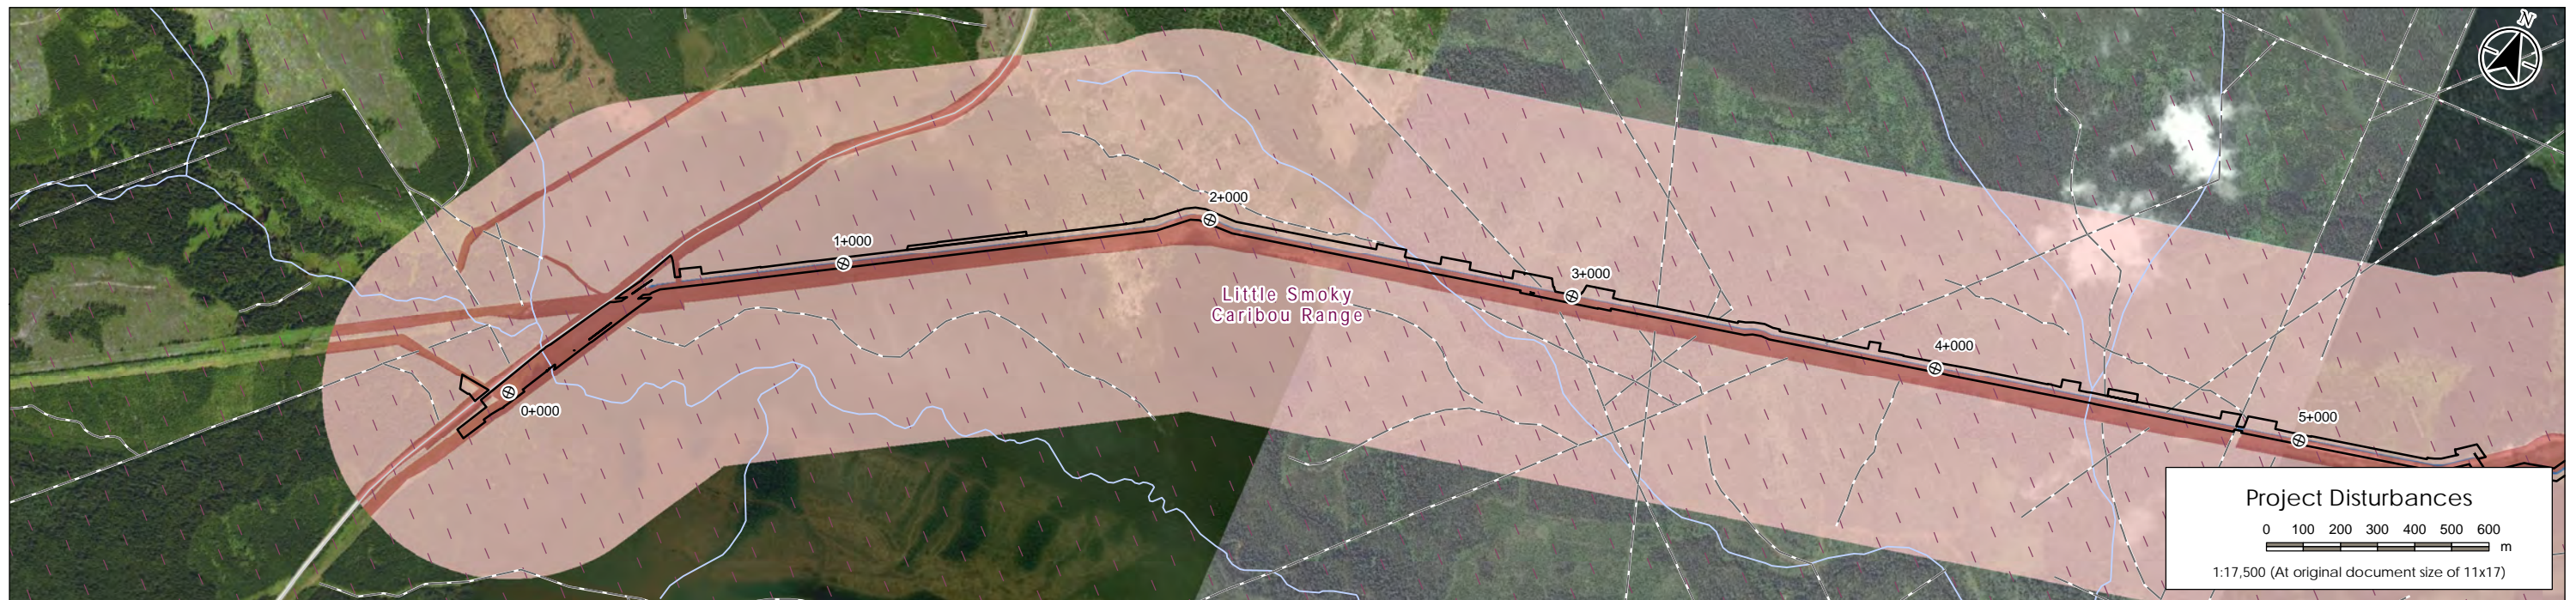 N
2+000
1+000
3+000
Little Smoky
Caribou Range
4+000
0+000
5+000
Project Disturbances
0 100 200 300 400 500 600
m
1:17,500 (At original document size of 11x17)